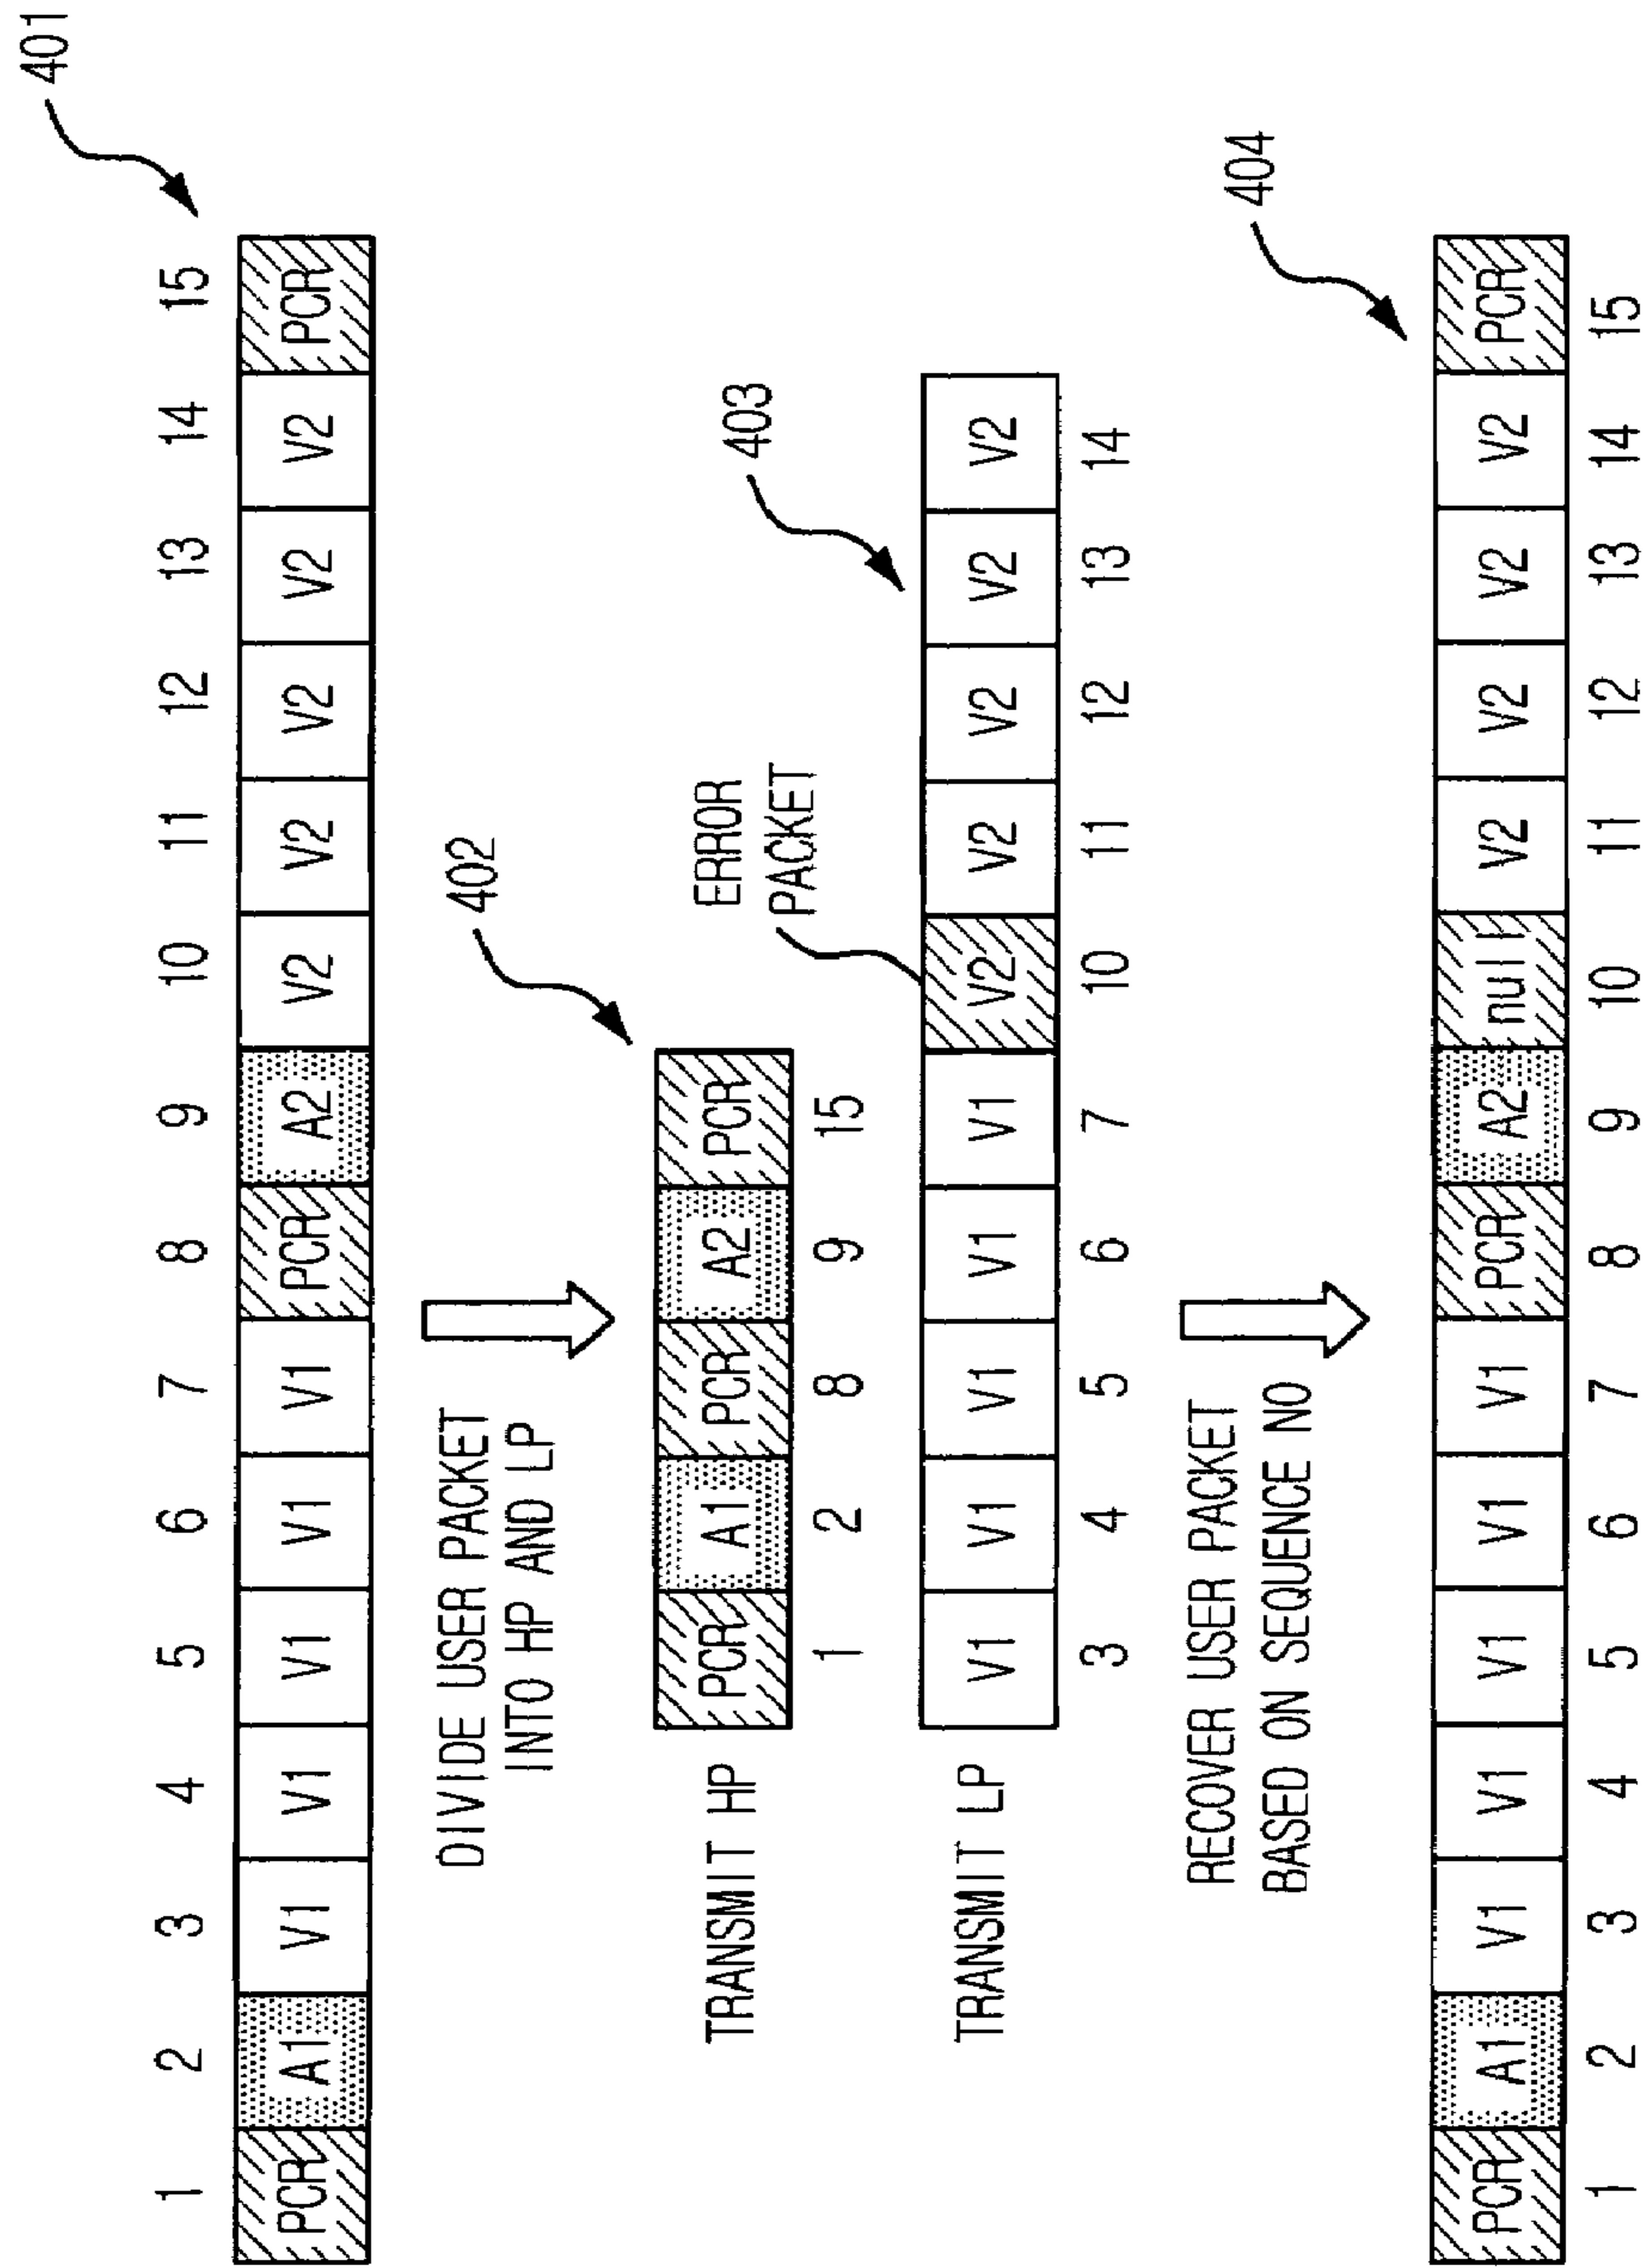 401
1 2 3 4 5 6 7 8 9 10 11 12 13 14 15
PCR A1 V1 V1 V1 V1 V1 PCR A2 V2 V2 V2 V2 V2 PCR
DIVIDE USER PACKET
INTO HP AND LP
402
TRANSMIT HP
PCR A1 PCR A2 PCR
1 2 8 9 15
ERROR
PACKET
403
TRANSMIT LP
V1 V1 V1 V1 V1 V2 V2 V2 V2 V2
3 4 5 6 7 10 11 12 13 14
RECOVER USER PACKET
BASED ON SEQUENCE NO
404
PCR A1 V1 V1 V1 V1 V1 PCR A2 null V2 V2 V2 V2 PCR
1 2 3 4 5 6 7 8 9 10 11 12 13 14 15